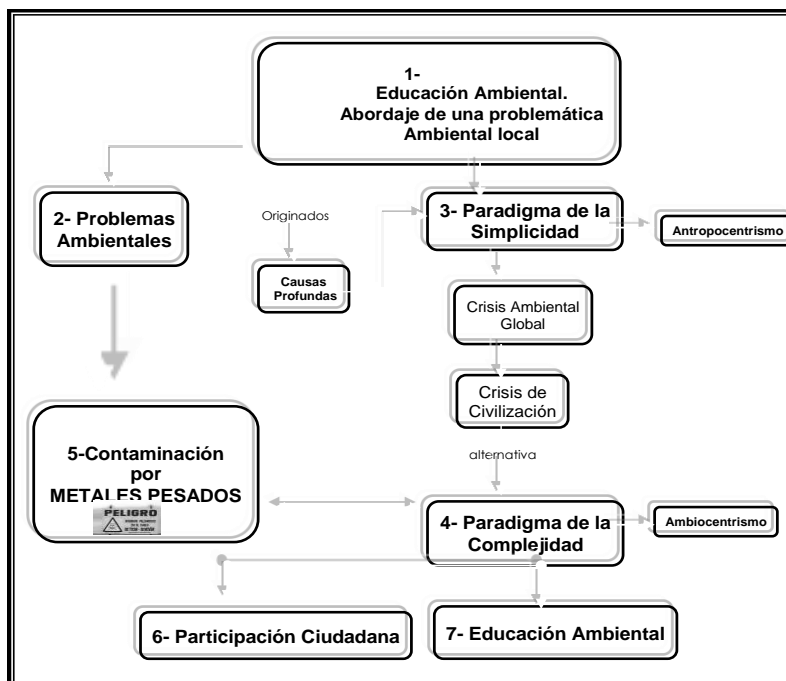 1-
Educación Ambiental.
Abordaje de una problemática
Ambiental local
2- Problemas
Ambientales
Originados
Causas
Profundas
3- Paradigma de la
Simplicidad
Antropocentrismo
Crisis Ambiental
Global
Crisis de
Civilización
alternativa
5-Contaminación
por
METALES PESADOS
PELIGRO
4- Paradigma de la
Complejidad
Ambiocentrismo
6- Participación Ciudadana
7- Educación Ambiental